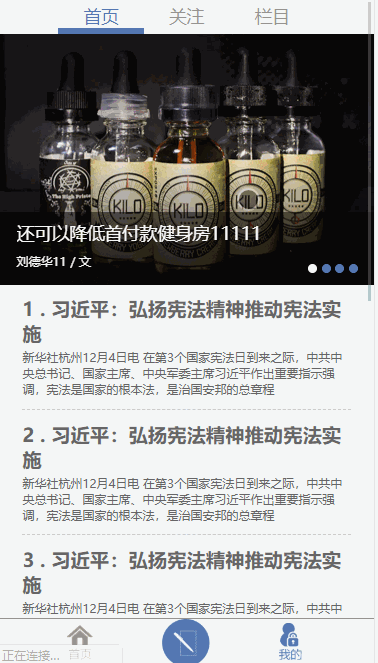 首页 关注 栏目
The High Priest
KILO
KILO
KILO
KILO
还可以降低首付款健身房11111
刘德华11 / 文
1 . 习近平：弘扬宪法精神推动宪法实
施
新华社杭州12月4日电 在第3个国家宪法日到来之际，中共中
央总书记、国家主席、中央军委主席习近平作出重要指示强
调，宪法是国家的根本法，是治国安邦的总章程
2 . 习近平：弘扬宪法精神推动宪法实
施
新华社杭州12月4日电 在第3个国家宪法日到来之际，中共中
央总书记、国家主席、中央军委主席习近平作出重要指示强
调，宪法是国家的根本法，是治国安邦的总章程
3 . 习近平：弘扬宪法精神推动宪法实
施
新华社杭州12月4日电 在第3个国家宪法日到来之际，中共中
正在连接... 首页 我的